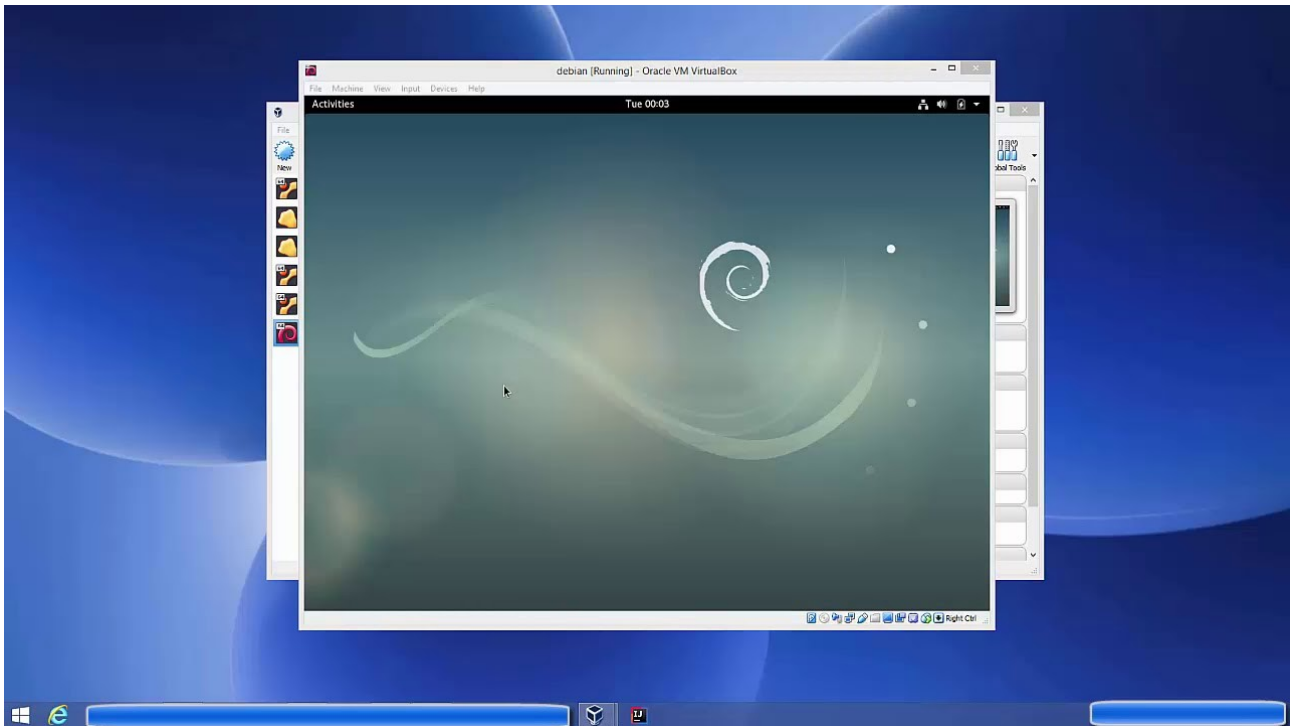 debian [Running] - Oracle VM VirtualBox
File Machine View Input Devices Help
Activities
Tue 00:03
File
New
obal Tools
Right Ctrl